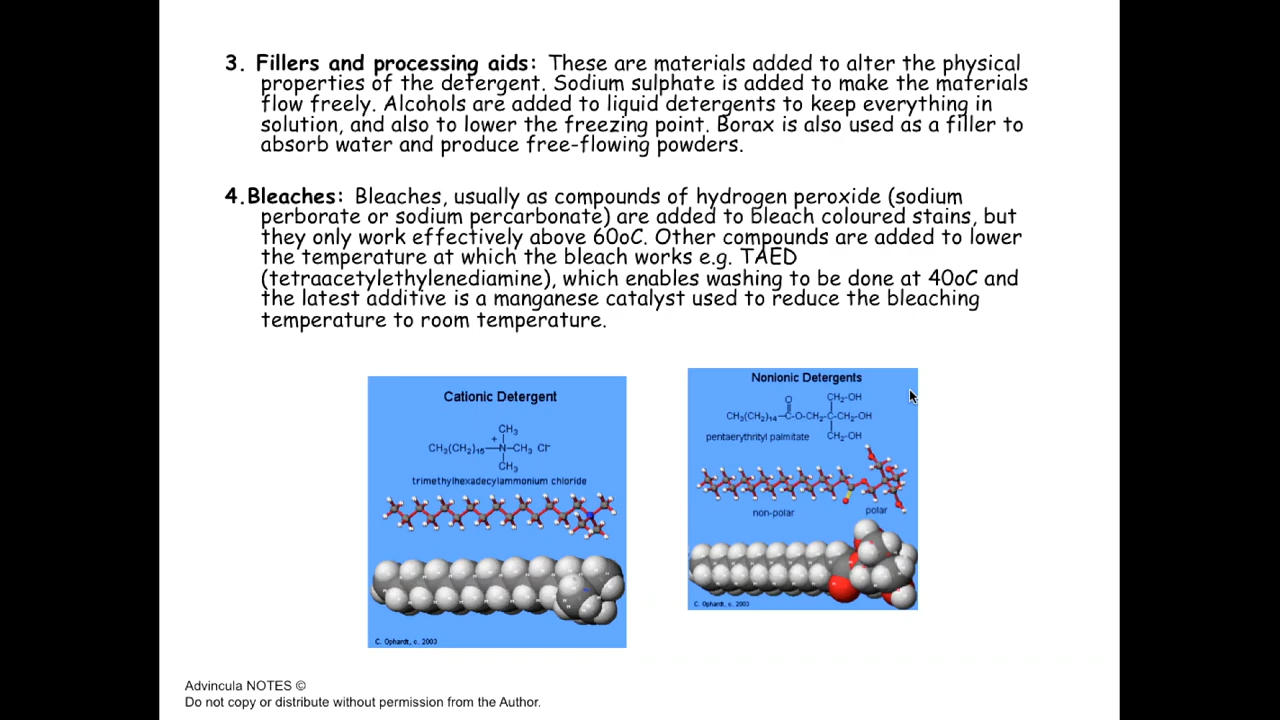 3. Fillers and processing aids: These are materials added to alter the physical
properties of the detergent. Sodium sulphate is added to make the materials
flow freely. Alcohols are added to liquid detergents to keep everything in
solution, and also to lower the freezing point. Borax is also used as a filler to
absorb water and produce free-flowing powders.
4.Bleaches: Bleaches, usually as compounds of hydrogen peroxide (sodium
perborate or sodium percarbonate) are added to bleach coloured stains, but
they only work effectively above 60oC. Other compounds are added to lower
the temperature at which the bleach works e.g. TAED
(tetraacetylethylenediamine), which enables washing to be done at 40oC and
the latest additive is a manganese catalyst used to reduce the bleaching
temperature to room temperature.
Cationic Detergent
CH₃
+
CH₃(CH₂)₁₅—N—CH₃ Cl⁻
CH₃
trimethylhexadecylammonium chloride
C. Ophardt, c. 2003
Nonionic Detergents
O CH₂-OH
CH₃(CH₂)₁₄—C-O-CH₂-C-CH₂-OH
pentaerythrityl palmitate CH₂-OH
non-polar polar
C. Ophardt, c. 2003
Advincula NOTES ©
Do not copy or distribute without permission from the Author.